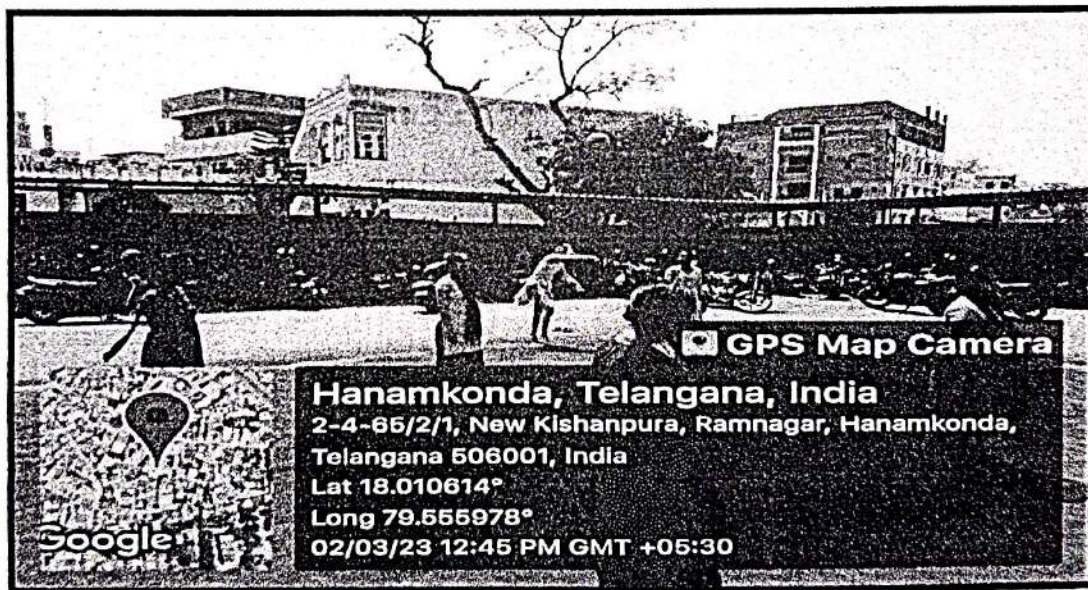 GPS Map Camera
Hanamkonda, Telangana, India
2-4-65/2/1, New Kishanpura, Ramnagar, Hanamkonda,
Telangana 506001, India
Lat 18.010614°
Long 79.555978°
02/03/23 12:45 PM GMT +05:30
Google